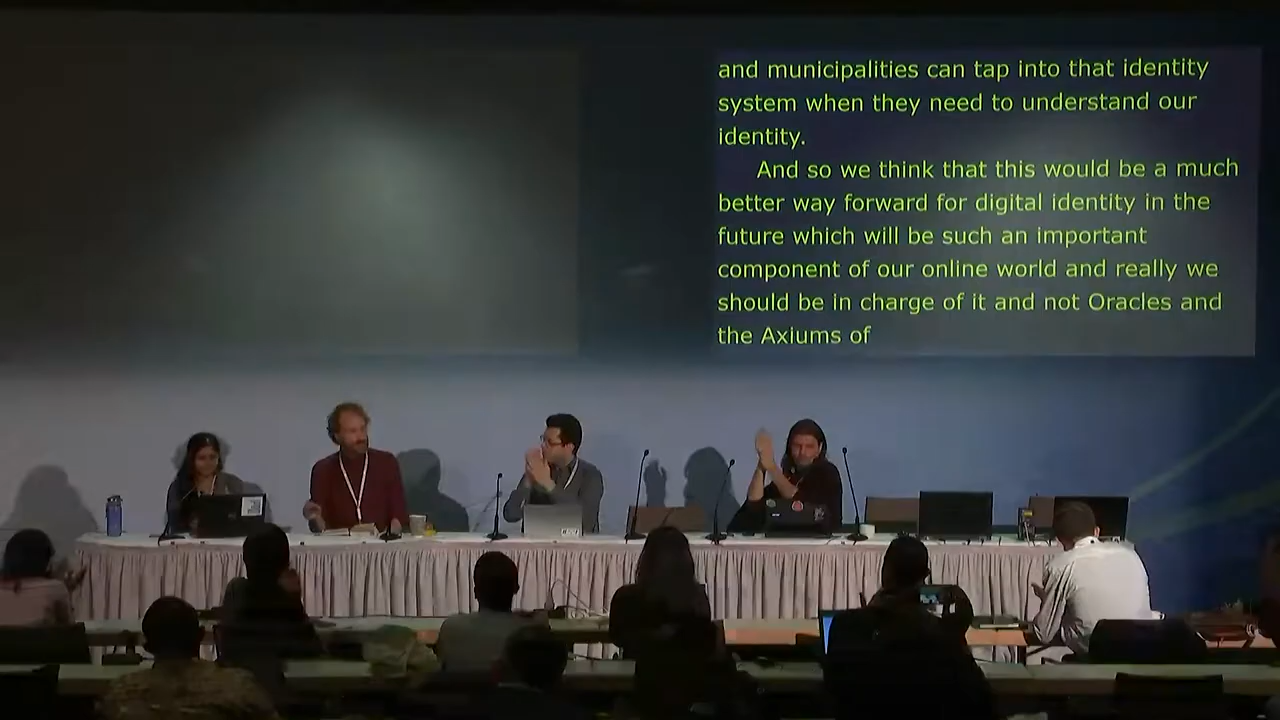 and municipalities can tap into that identity
system when they need to understand our
identity.
And so we think that this would be a much
better way forward for digital identity in the
future which will be such an important
component of our online world and really we
should be in charge of it and not Oracles and
the Axiums of